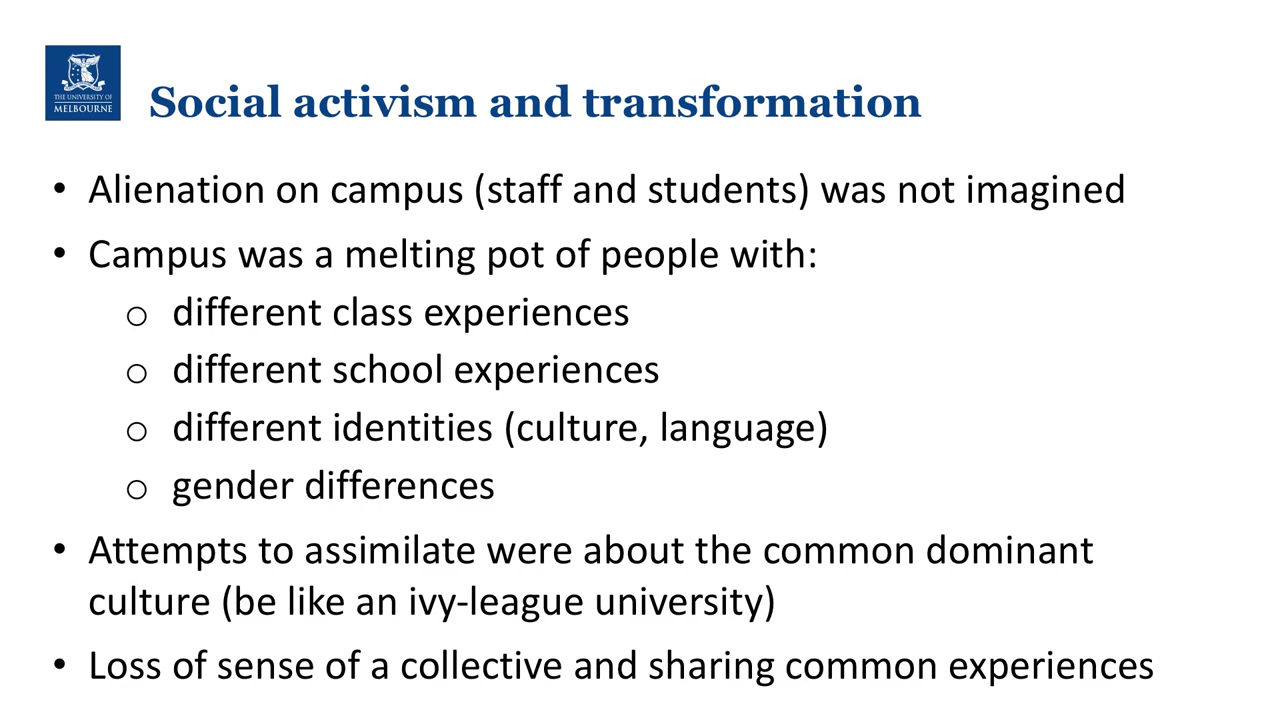 THE UNIVERSITY OF
MELBOURNE
Social activism and transformation
• Alienation on campus (staff and students) was not imagined
• Campus was a melting pot of people with:
o different class experiences
o different school experiences
o different identities (culture, language)
o gender differences
• Attempts to assimilate were about the common dominant
culture (be like an ivy-league university)
• Loss of sense of a collective and sharing common experiences